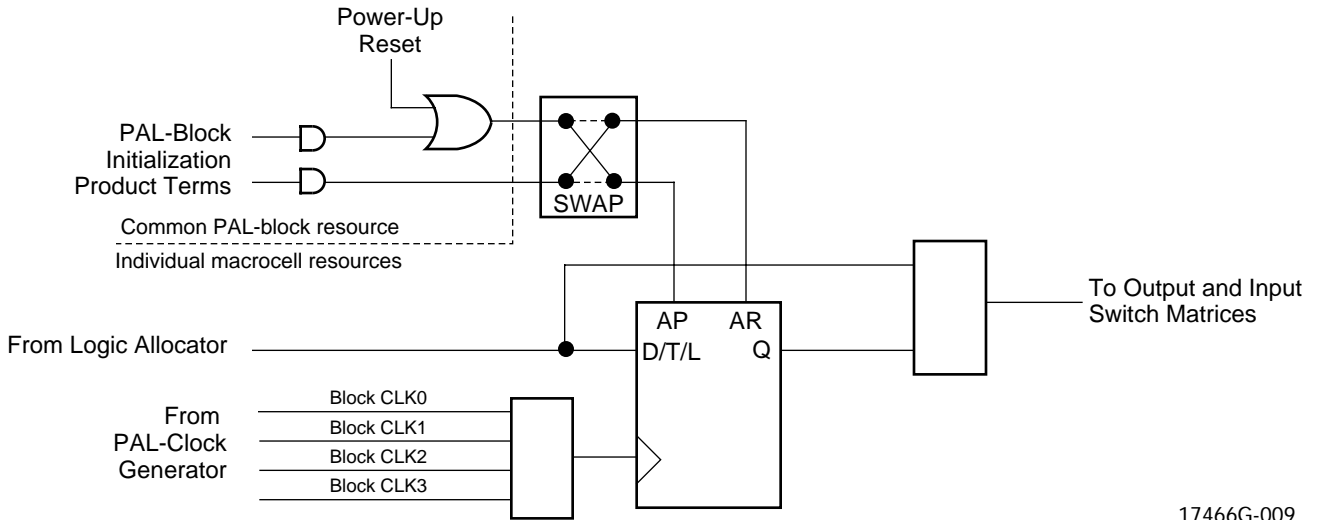 Power-Up
Reset
PAL-Block
Initialization
Product Terms
SWAP
Common PAL-block resource
Individual macrocell resources
To Output and Input
Switch Matrices
AP
AR
From Logic Allocator
D/T/L
Q
Block CLK0
From
PAL-Clock
Generator
Block CLK1
Block CLK2
Block CLK3
17466G-009